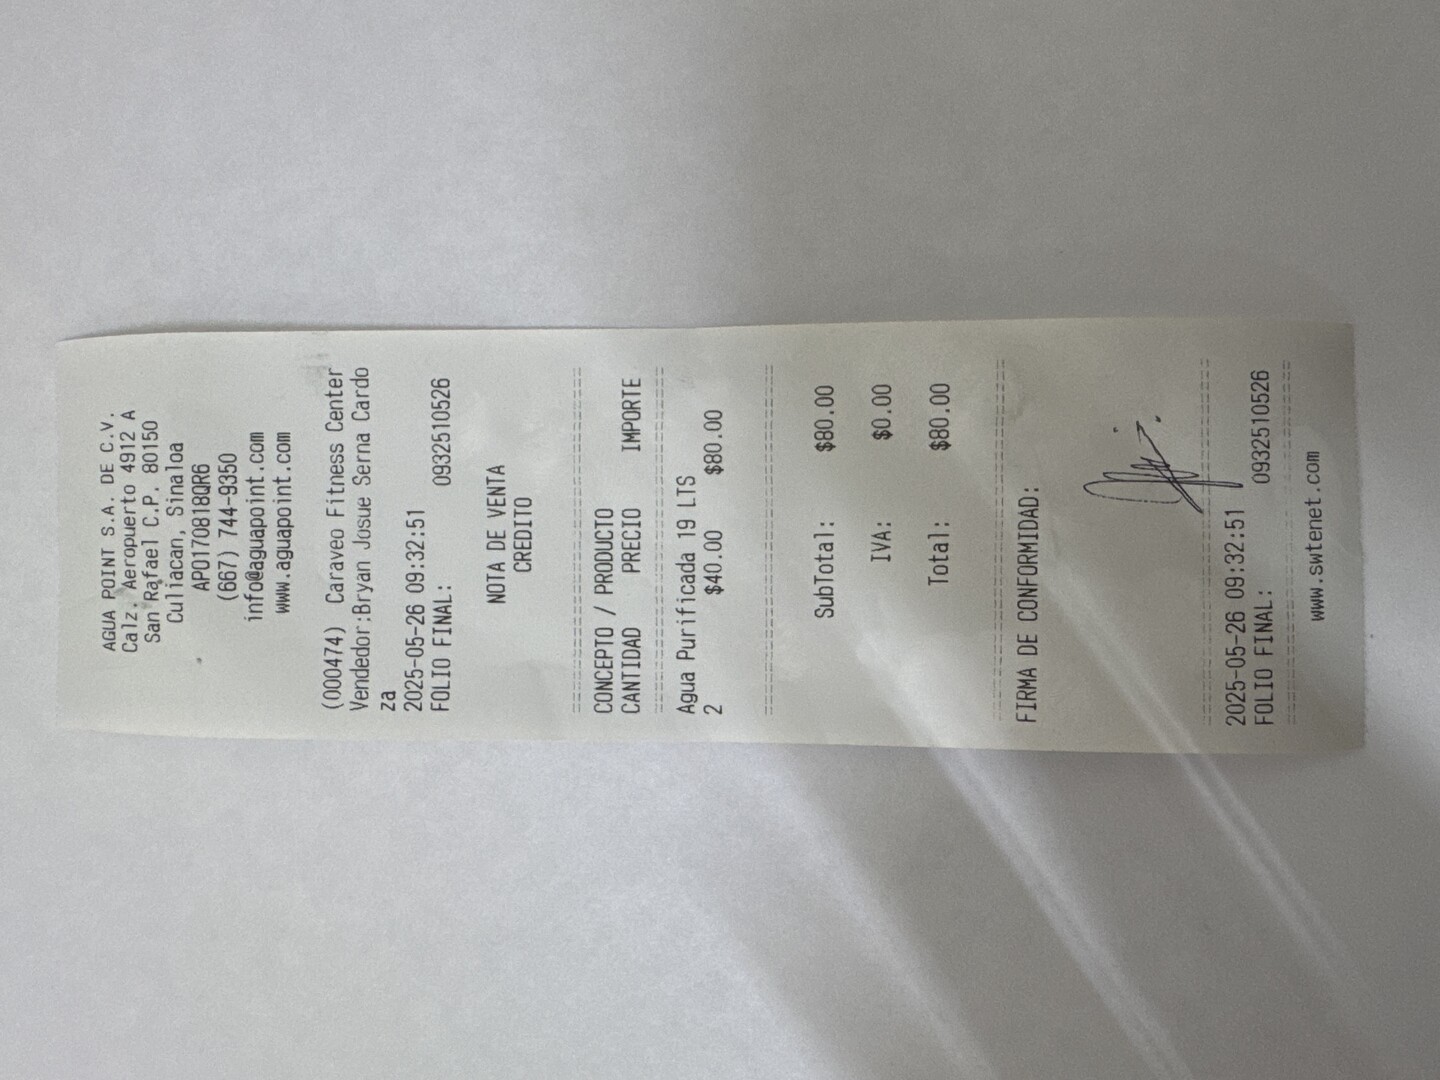 AGUA POINT S.A. DE C.V.
Calz. Aeropuerto 4912 A
San Rafael C.P. 80150
Culiacan, Sinaloa
APO170818QR6
(667) 744-9350
info@aguapoint.com
www.aguapoint.com
(000474) Caraveo Fitness Center
Vendedor:Bryan Josue Serna Cardo
za
2025-05-26 09:32:51
FOLIO FINAL: 0932510526
NOTA DE VENTA
CREDITO
CONCEPTO / PRODUCTO
CANTIDAD PRECIO IMPORTE
Agua Purificada 19 LTS
2 $40.00 $80.00
SubTotal: $80.00
IVA: $0.00
Total: $80.00
FIRMA DE CONFORMIDAD:
2025-05-26 09:32:51
FOLIO FINAL: 0932510526
www.swtenet.com